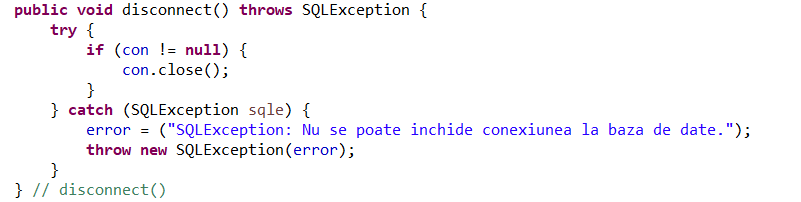 public void disconnect() throws SQLException {
    try {
        if (con != null) {
            con.close();
        }
    } catch (SQLException sqle) {
        error = ("SQLException: Nu se poate inchide conexiunea la baza de date.");
        throw new SQLException(error);
    }
} // disconnect()